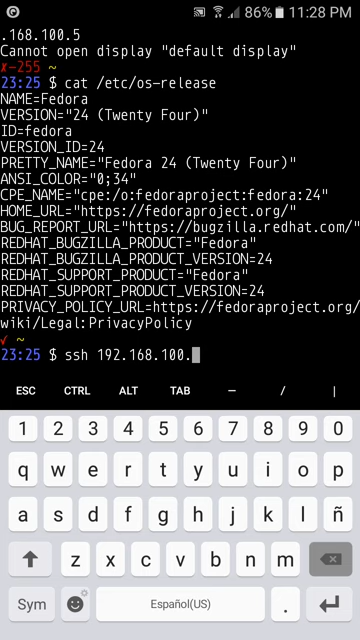 86% 11:28 PM
.168.100.5
Cannot open display "default display"
✗-255 ~
23:25 $ cat /etc/os-release
NAME=Fedora
VERSION="24 (Twenty Four)"
ID=fedora
VERSION_ID=24
PRETTY_NAME="Fedora 24 (Twenty Four)"
ANSI_COLOR="0;34"
CPE_NAME="cpe:/o:fedoraproject:fedora:24"
HOME_URL="https://fedoraproject.org/"
BUG_REPORT_URL="https://bugzilla.redhat.com/"
REDHAT_BUGZILLA_PRODUCT="Fedora"
REDHAT_BUGZILLA_PRODUCT_VERSION=24
REDHAT_SUPPORT_PRODUCT="Fedora"
REDHAT_SUPPORT_PRODUCT_VERSION=24
PRIVACY_POLICY_URL=https://fedoraproject.org/
wiki/Legal:PrivacyPolicy
✓ ~
23:25 $ ssh 192.168.100.
ESC CTRL ALT TAB — / |
1 2 3 4 5 6 7 8 9 0
q w e r t y u i o p
a s d f g h j k l ñ
z x c v b n m
Sym Español(US) .